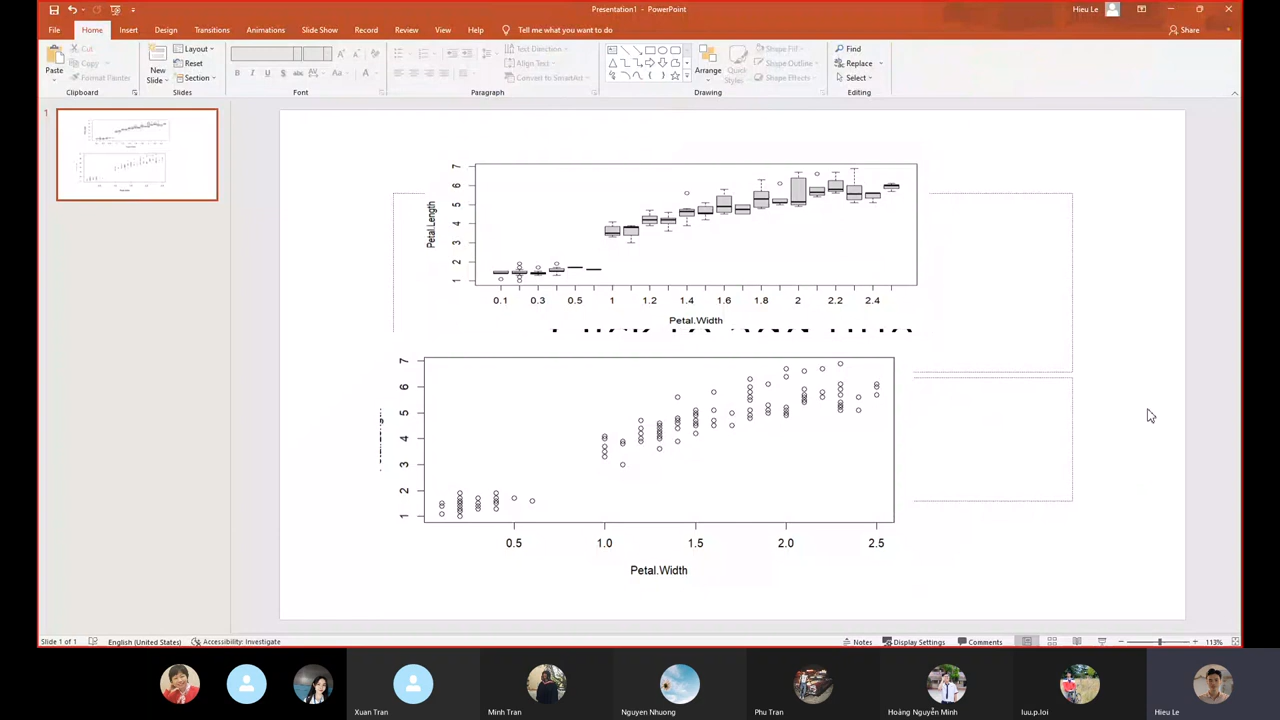 Presentation1 - PowerPoint
Hieu Le
File Home Insert Design Transitions Animations Slide Show Record Review View Help Tell me what you want to do
Share
Paste
Cut
Copy
Format Painter
Clipboard
New
Slide
Layout
Reset
Section
Slides
B I U S abc AV Aa A
Font
Text Direction
Align Text
Convert to SmartArt
Paragraph
Arrange
Quick
Styles
Shape Fill
Shape Outline
Shape Effects
Drawing
Find
Replace
Select
Editing
1
Petal.Length
7
6
5
4
3
2
1
0.1 0.3 0.5 1 1.2 1.4 1.6 1.8 2 2.2 2.4
Petal.Width
7
6
5
4
3
2
1
0.5 1.0 1.5 2.0 2.5
Petal.Width
Slide 1 of 1 English (United States) Accessibility: Investigate
Notes Display Settings Comments 113%
Xuan Tran
Minh Tran
Nguyen Nhuong
Phu Tran
Hoàng Nguyễn Minh
luu.p.loi
Hieu Le